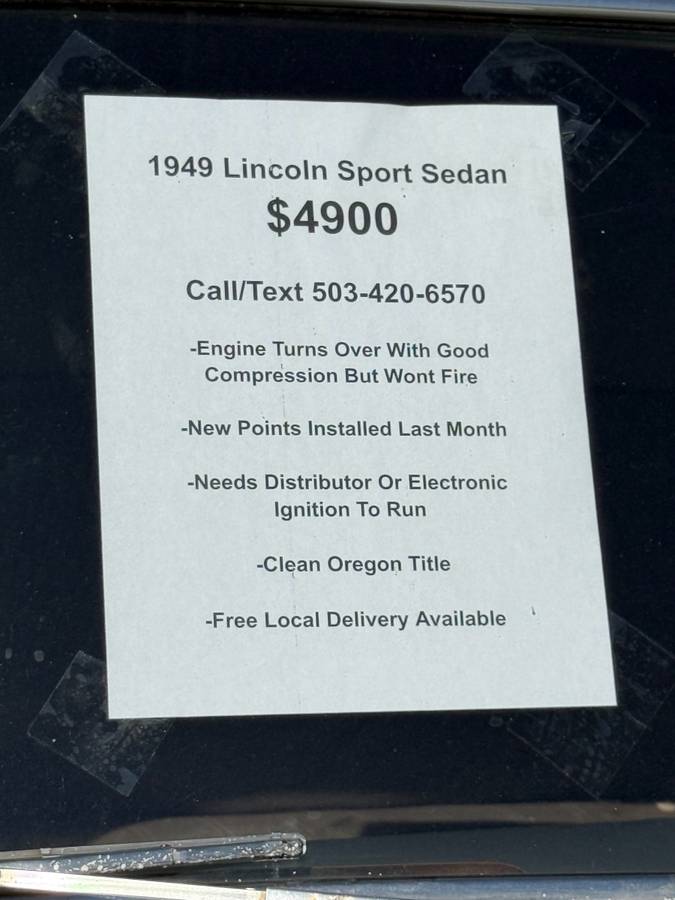 1949 Lincoln Sport Sedan
$4900
Call/Text 503-420-6570
-Engine Turns Over With Good
Compression But Wont Fire
-New Points Installed Last Month
-Needs Distributor Or Electronic
Ignition To Run
-Clean Oregon Title
-Free Local Delivery Available